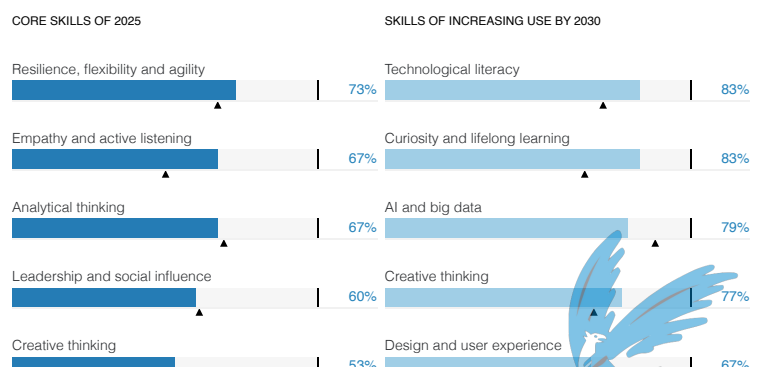 CORE SKILLS OF 2025
Resilience, flexibility and agility
73%
Empathy and active listening
67%
Analytical thinking
67%
Leadership and social influence
60%
Creative thinking
53%
SKILLS OF INCREASING USE BY 2030
Technological literacy
83%
Curiosity and lifelong learning
83%
AI and big data
79%
Creative thinking
77%
Design and user experience
67%